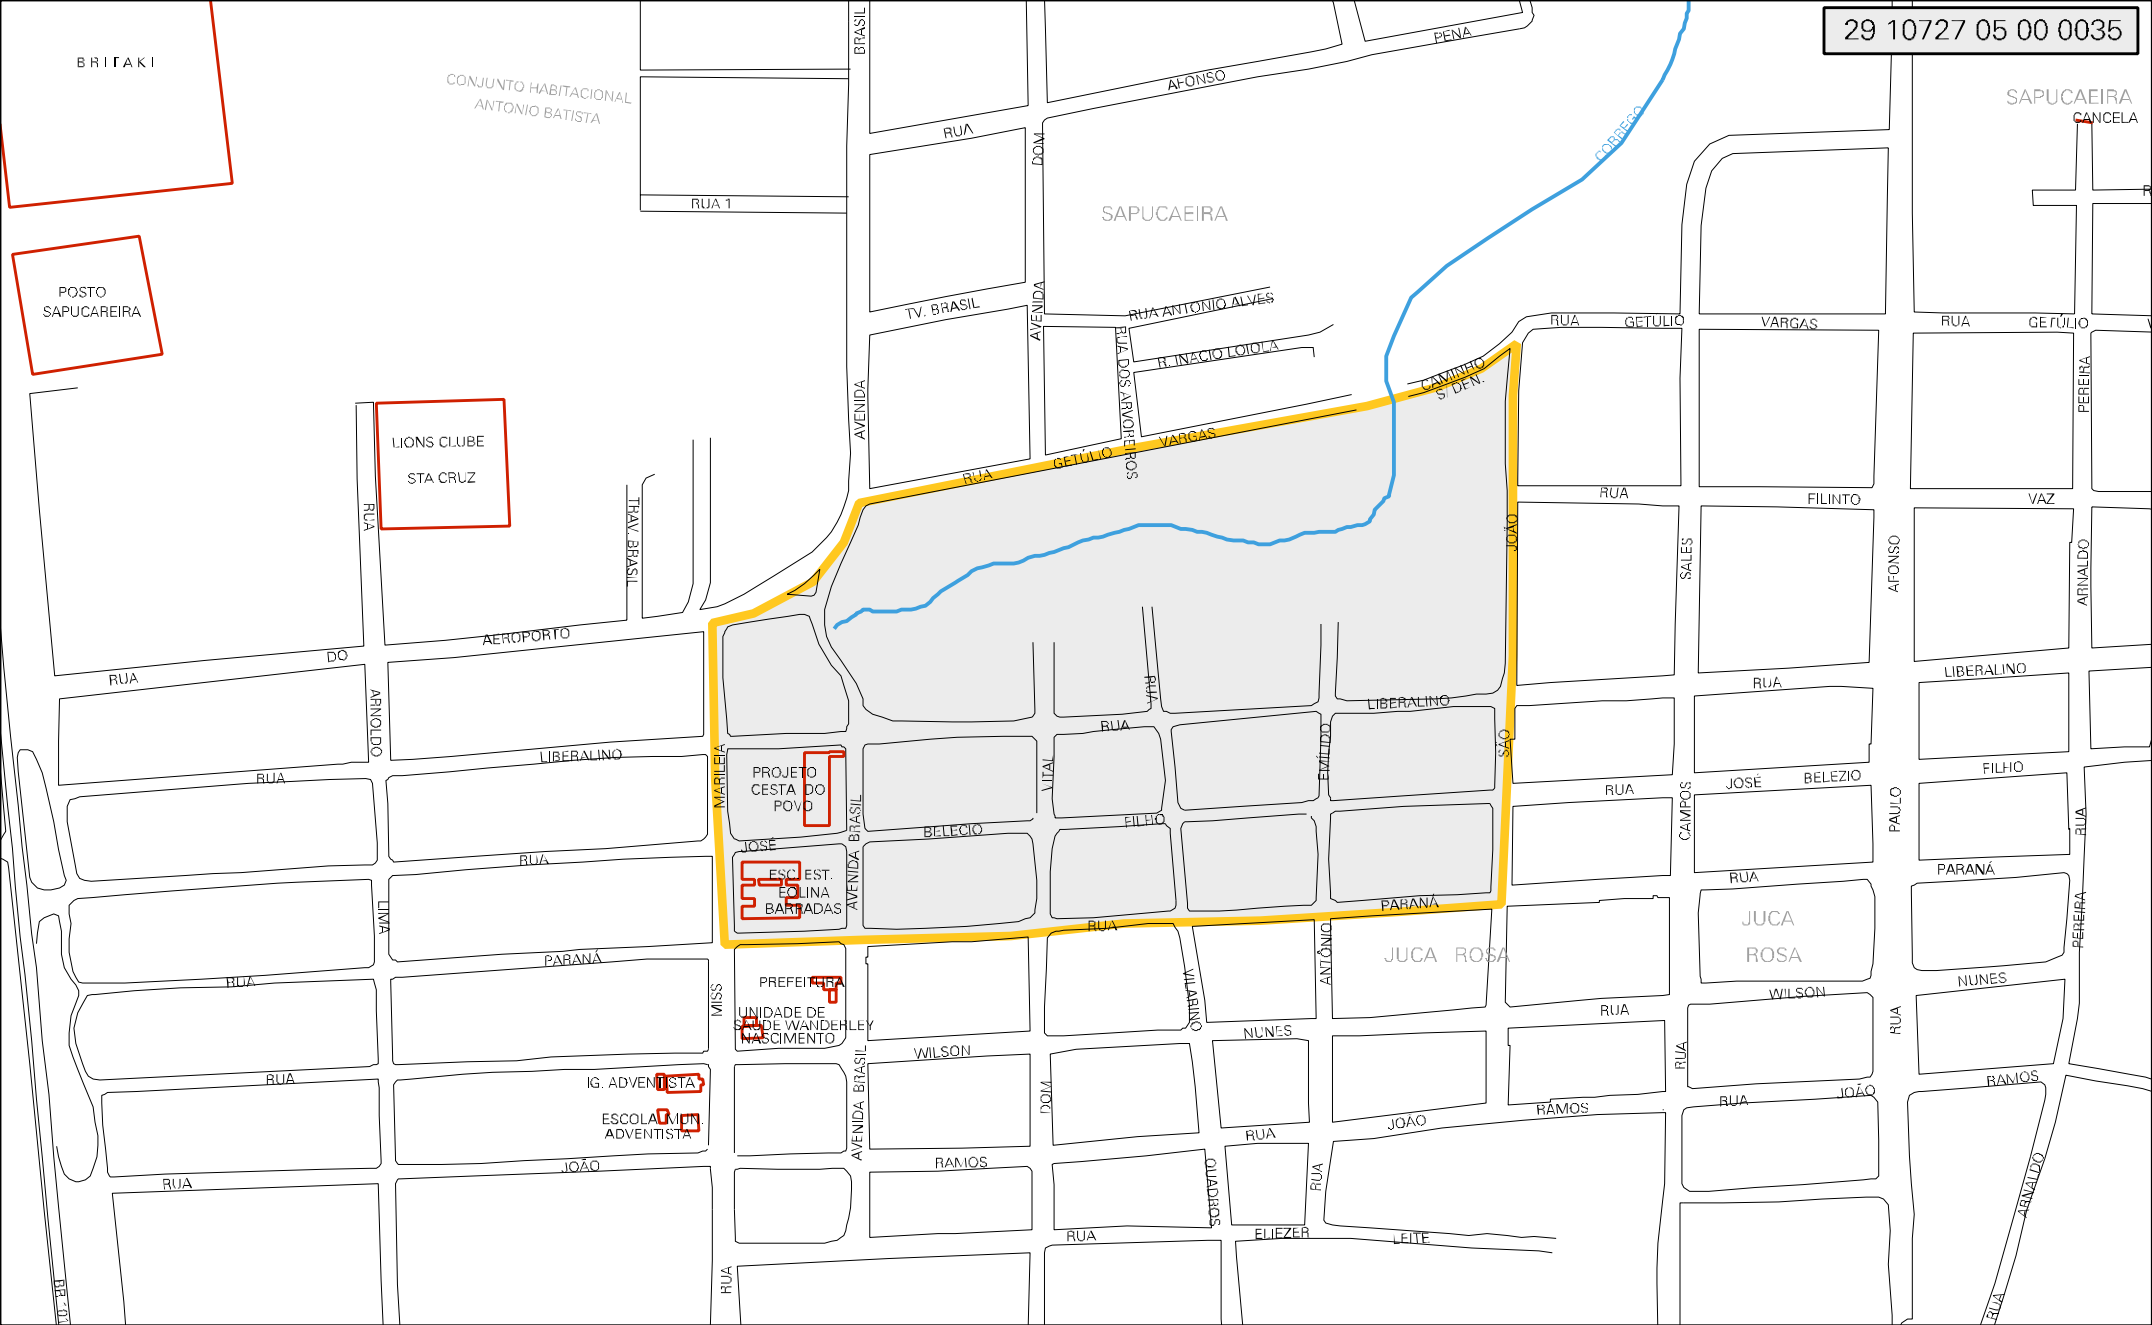 29 10727 05 00 0035
BRITAKI
CONJUNTO HABITACIONAL
ANTONIO BATISTA
BRASIL
PENA
AFONSO
RUA
DOM
CORREGO
SAPUCAEIRA
CANCELA
RUA 1
SAPUCAEIRA
POSTO
SAPUCAREIRA
TV. BRASIL
AVENIDA
RUA ANTONIO ALVES
R. INACIO LOIOLA
RUA DOS ARVOREIROS
RUA
GETULIO
VARGAS
RUA
GETÚLIO
CAMINHO
S/ DEN.
PEREIRA
AVENIDA
LIONS CLUBE
STA CRUZ
RUA
GETÚLIO
VARGAS
RUA
TRAV. BRASIL
RUA
FILINTO
VAZ
JOÃO
SALES
AFONSO
ARNALDO
RUA
DO
AEROPORTO
ARNOLDO
RUA
LIBERALINO
RUA
LIBERALINO
RUA
RUA
LIBERALINO
MARILEIA
PROJETO
CESTA DO
POVO
VITAL
EMÍLIDO
SÃO
RUA
JOSÉ
BELEZIO
FILHO
CAMPOS
PAULO
RUA
AVENIDA BRASIL
BELECIO
FILHO
JOSÉ
RUA
ESC. EST.
EOLINA
BARRADAS
LIMA
PARANÁ
RUA
RUA
PARANÁ
JUCA
ROSA
JUCA ROSA
PEREIRA
RUA
PARANÁ
MISS
PREFEITURA
UNIDADE DE
SAUDE WANDERLEY
NASCIMENTO
VILARINO
ANTÔNIO
WILSON
NUNES
RUA
NUNES
WILSON
RUA
RUA
AVENIDA BRASIL
RUA
IG. ADVENTISTA
ESCOLA MUN.
ADVENTISTA
DOM
RAMOS
JOÃO
RUA
RAMOS
JOÃO
RUA
RAMOS
JOÃO
RUA
QUADROS
RUA
ARNALDO
RUA
ELIEZER
LEITE
RUA
BR. 101
RUA